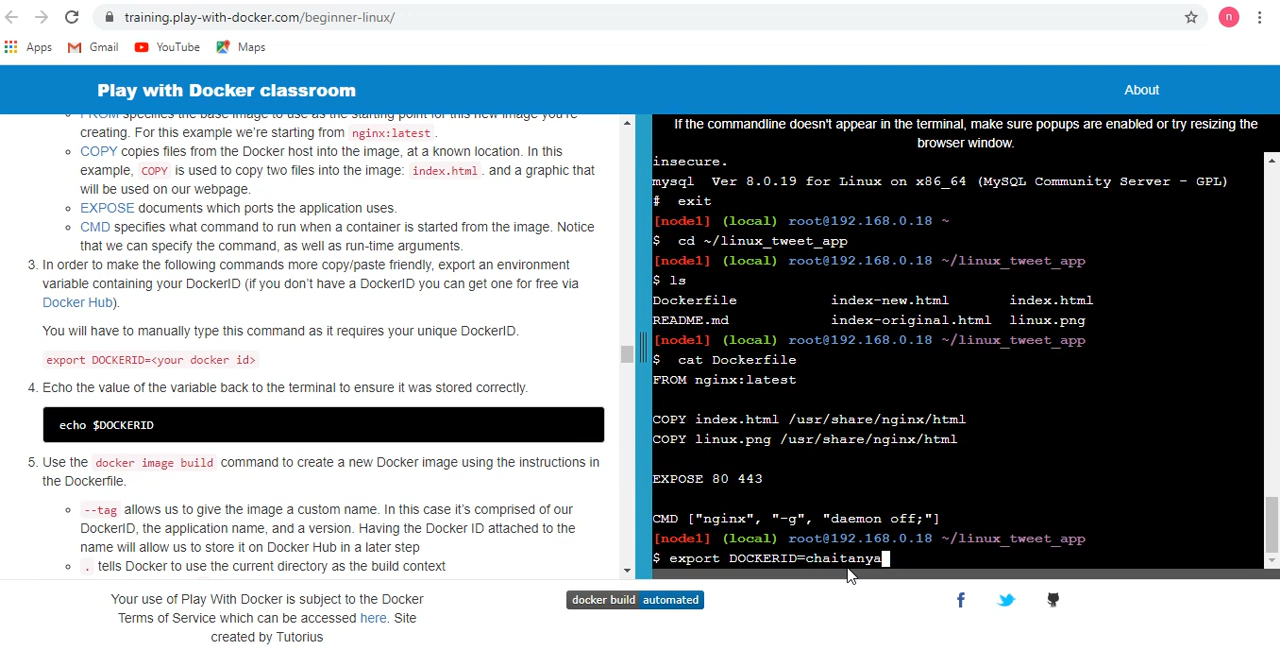 training.play-with-docker.com/beginner-linux/
n
Apps Gmail YouTube Maps
Play with Docker classroom
About
FROM specifies the base image to use as the starting point for this new image you're
creating. For this example we're starting from nginx:latest .
COPY copies files from the Docker host into the image, at a known location. In this
example, COPY is used to copy two files into the image: index.html . and a graphic that
will be used on our webpage.
EXPOSE documents which ports the application uses.
CMD specifies what command to run when a container is started from the image. Notice
that we can specify the command, as well as run-time arguments.
3. In order to make the following commands more copy/paste friendly, export an environment
variable containing your DockerID (if you don't have a DockerID you can get one for free via
Docker Hub).
You will have to manually type this command as it requires your unique DockerID.
export DOCKERID=<your docker id>
4. Echo the value of the variable back to the terminal to ensure it was stored correctly.
echo $DOCKERID
5. Use the docker image build command to create a new Docker image using the instructions in
the Dockerfile.
--tag allows us to give the image a custom name. In this case it's comprised of our
DockerID, the application name, and a version. Having the Docker ID attached to the
name will allow us to store it on Docker Hub in a later step
. tells Docker to use the current directory as the build context
If the commandline doesn't appear in the terminal, make sure popups are enabled or try resizing the
browser window.
insecure.
mysql Ver 8.0.19 for Linux on x86_64 (MySQL Community Server - GPL)
# exit
[node1] (local) root@192.168.0.18 ~
$ cd ~/linux_tweet_app
[node1] (local) root@192.168.0.18 ~/linux_tweet_app
$ ls
Dockerfile index-new.html index.html
README.md index-original.html linux.png
[node1] (local) root@192.168.0.18 ~/linux_tweet_app
$ cat Dockerfile
FROM nginx:latest
COPY index.html /usr/share/nginx/html
COPY linux.png /usr/share/nginx/html
EXPOSE 80 443
CMD ["nginx", "-g", "daemon off;"]
[node1] (local) root@192.168.0.18 ~/linux_tweet_app
$ export DOCKERID=chaitanya
Your use of Play With Docker is subject to the Docker
Terms of Service which can be accessed here. Site
created by Tutorius
docker build automated